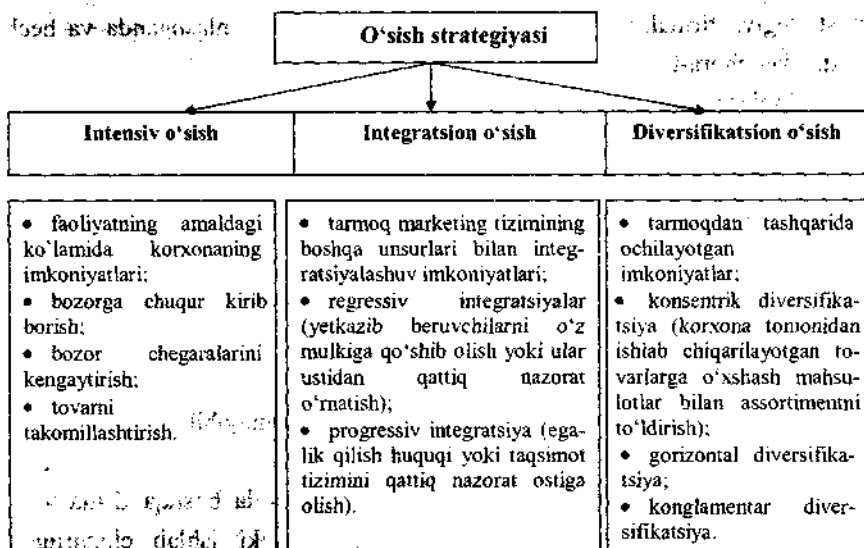 O‘sish strategiyasi
Intensiv o‘sish
Integratsion o‘sish
Diversifikatsion o‘sish
• faoliyatning amaldagi
ko‘lamida korxonaning
imkoniyatlari;
• bozorga chuqur kirib
borish;
• bozor chegaralarini
kengaytirish;
• tovarni
takomillashtirish.
• tarmoq marketing tizimining
boshqa unsurlari bilan integ-
ratsiyalashuv imkoniyatlari;
• regressiv integratsiyalar
(yetkazib beruvchilarni o‘z
mulkiga qo‘shib olish yoki ular
ustidan qattiq nazorat
o‘rnatish);
• progressiv integratsiya (ega-
lik qilish huquqi yoki taqsimot
tizimini qattiq nazorat ostiga
olish).
• tarmoqdan tashqarida
ochilayotgan
imkoniyatlar;
• konsentrik diversifika-
tsiya (korxona tomonidan
ishlab chiqarilayotgan to-
varlarga o‘xshash mahsu-
lotlar bilan assortimentni
to‘ldirish);
• gorizontal diversifika-
tsiya;
• konglamentar diver-
sifikatsiya.